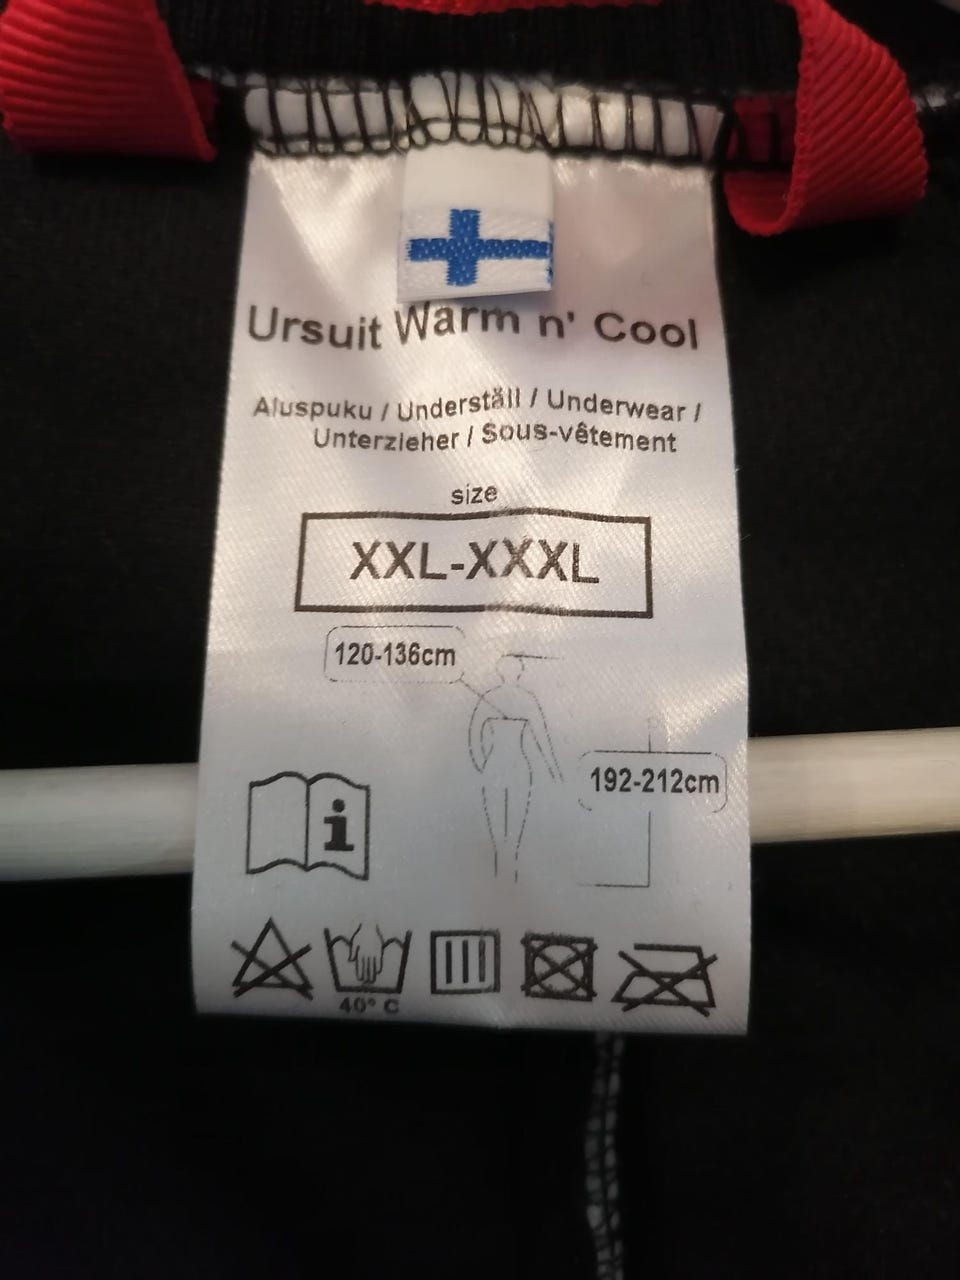 Ursuit Warm n' Cool
Aluspuku / Underställ / Underwear /
Unterzieher / Sous-vêtement
size
XXL-XXXL
120-136cm
192-212cm
i
40° C